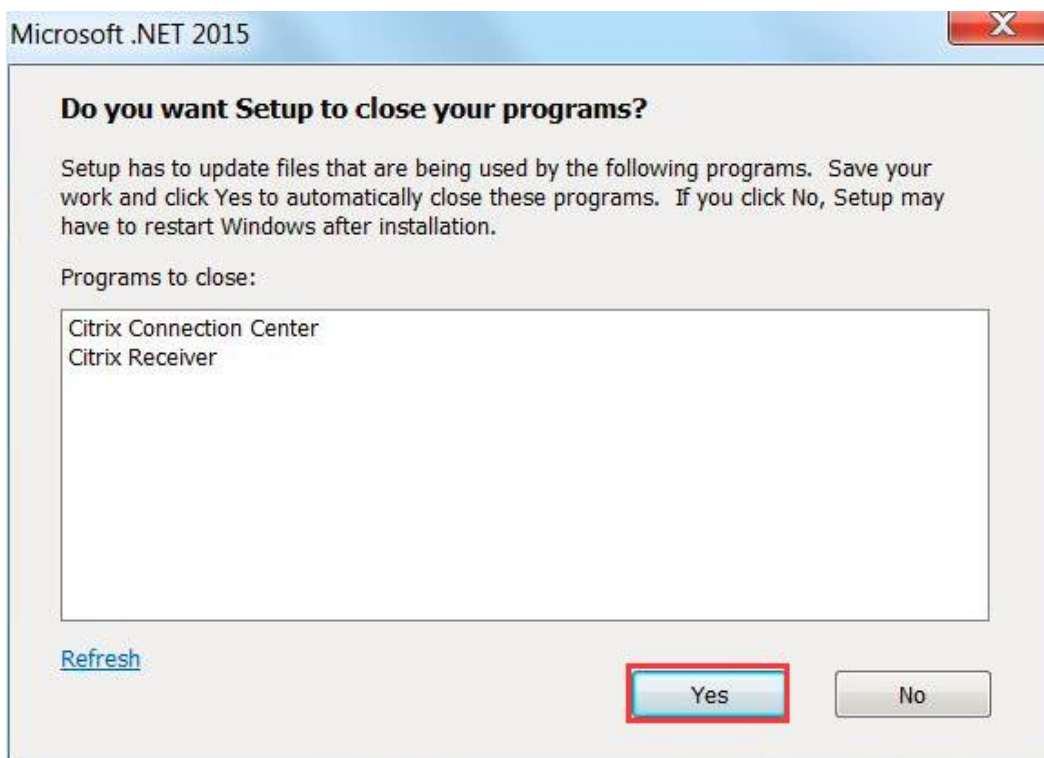 Microsoft .NET 2015
X
Do you want Setup to close your programs?
Setup has to update files that are being used by the following programs.  Save your
work and click Yes to automatically close these programs.  If you click No, Setup may
have to restart Windows after installation.
Programs to close:
Citrix Connection Center
Citrix Receiver
Refresh
Yes
No